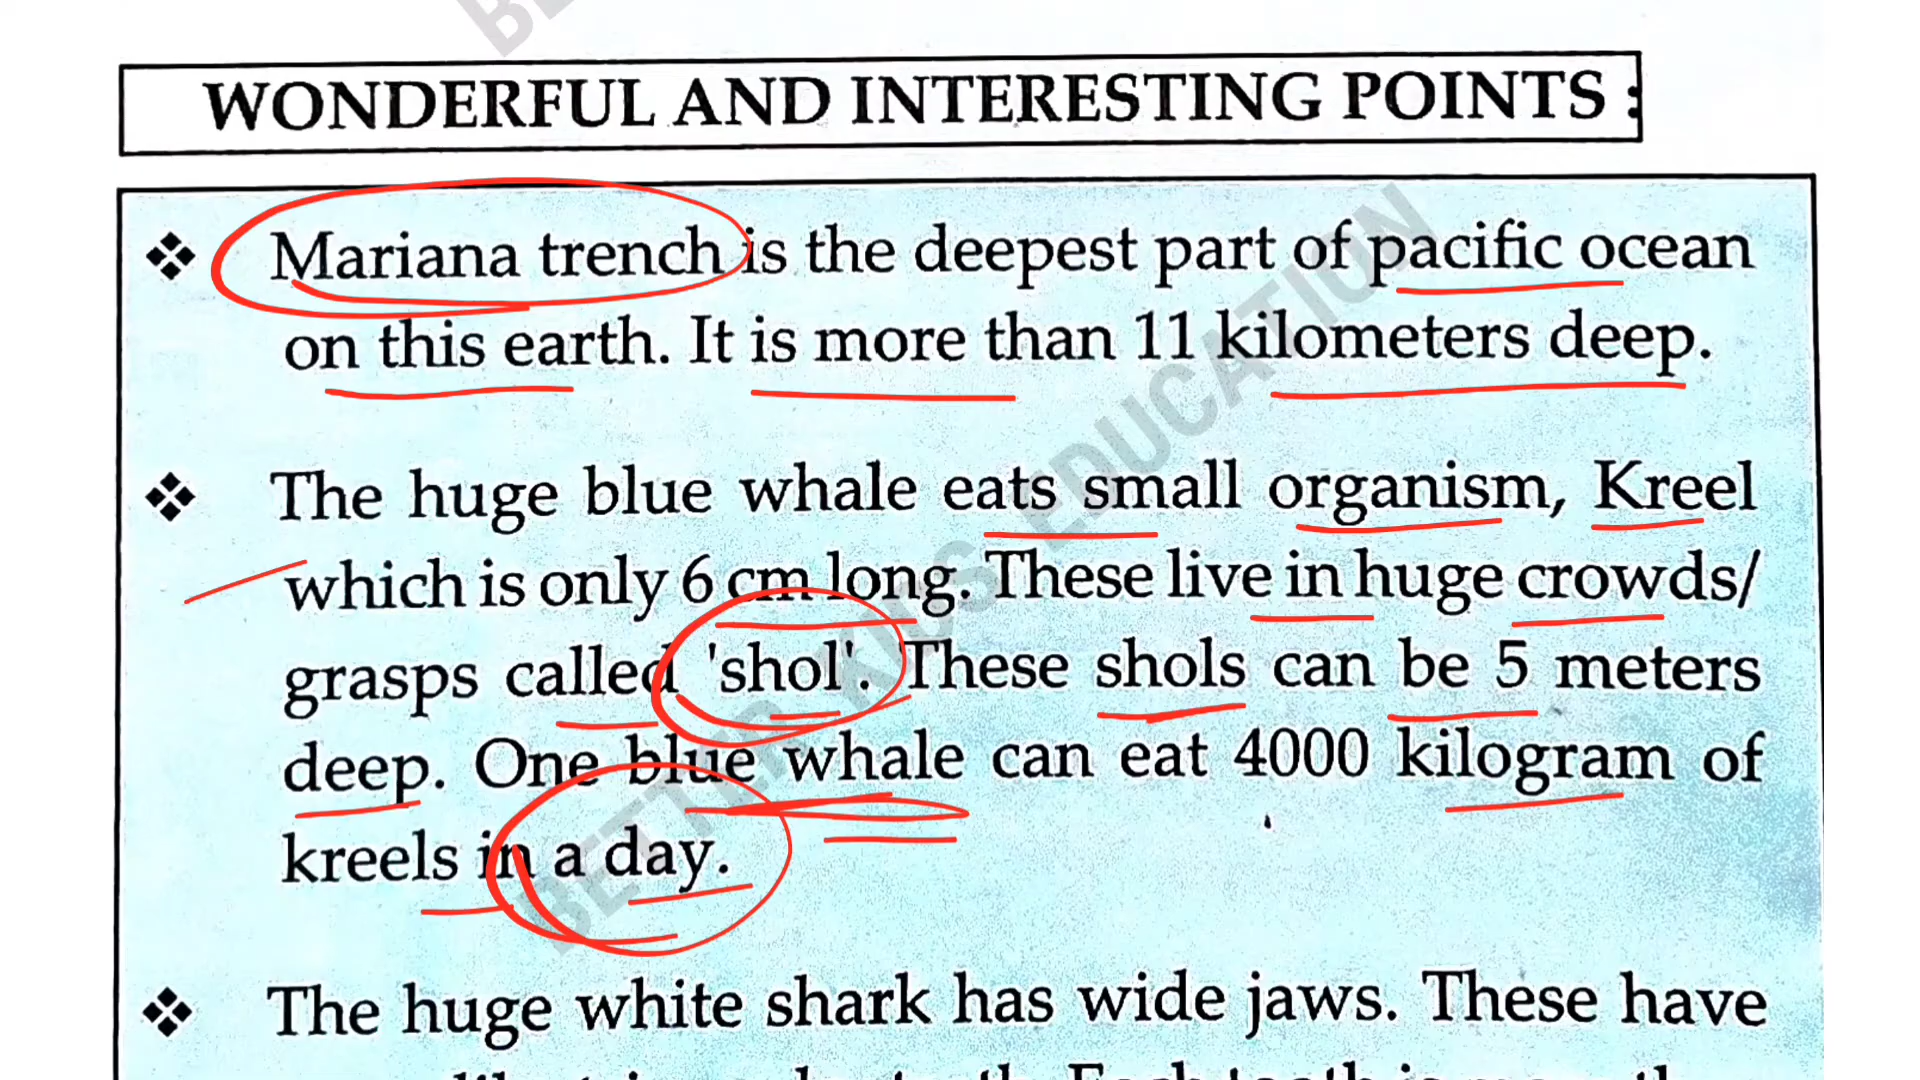 WONDERFUL AND INTERESTING POINTS :
❖ Mariana trench is the deepest part of pacific ocean
on this earth. It is more than 11 kilometers deep.
❖ The huge blue whale eats small organism, Kreel
which is only 6 cm long. These live in huge crowds/
grasps called 'shol'. These shols can be 5 meters
deep. One blue whale can eat 4000 kilogram of
kreels in a day.
❖ The huge white shark has wide jaws. These have
BETTER KIDS EDUCATION